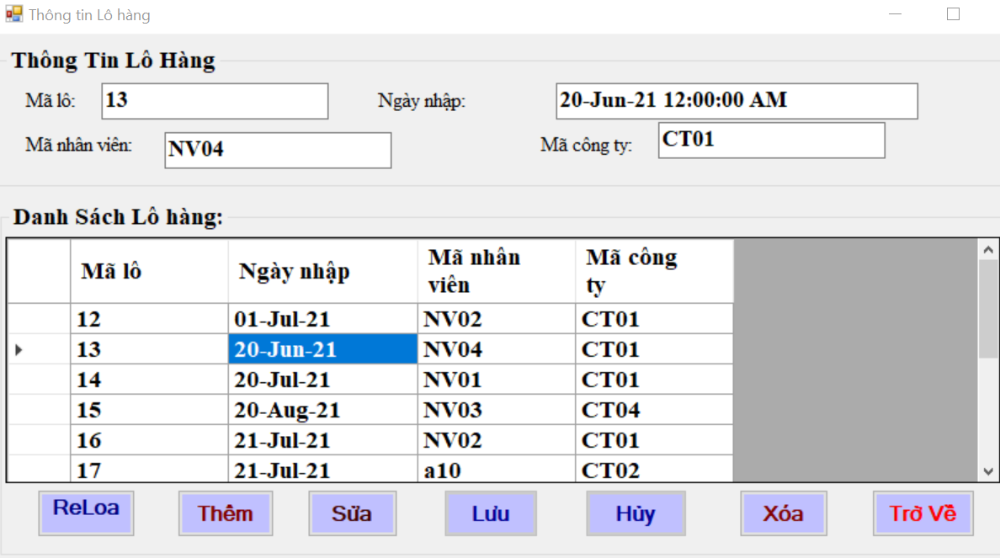 Thông tin Lô hàng
Thông Tin Lô Hàng
Mã lô: 13 Ngày nhập: 20-Jun-21 12:00:00 AM
Mã nhân viên: NV04 Mã công ty: CT01
Danh Sách Lô hàng:
Mã lô Ngày nhập Mã nhân viên Mã công ty
12 01-Jul-21 NV02 CT01
13 20-Jun-21 NV04 CT01
14 20-Jul-21 NV01 CT01
15 20-Aug-21 NV03 CT04
16 21-Jul-21 NV02 CT01
17 21-Jul-21 a10 CT02
ReLoa Thêm Sửa Lưu Hủy Xóa Trở Về